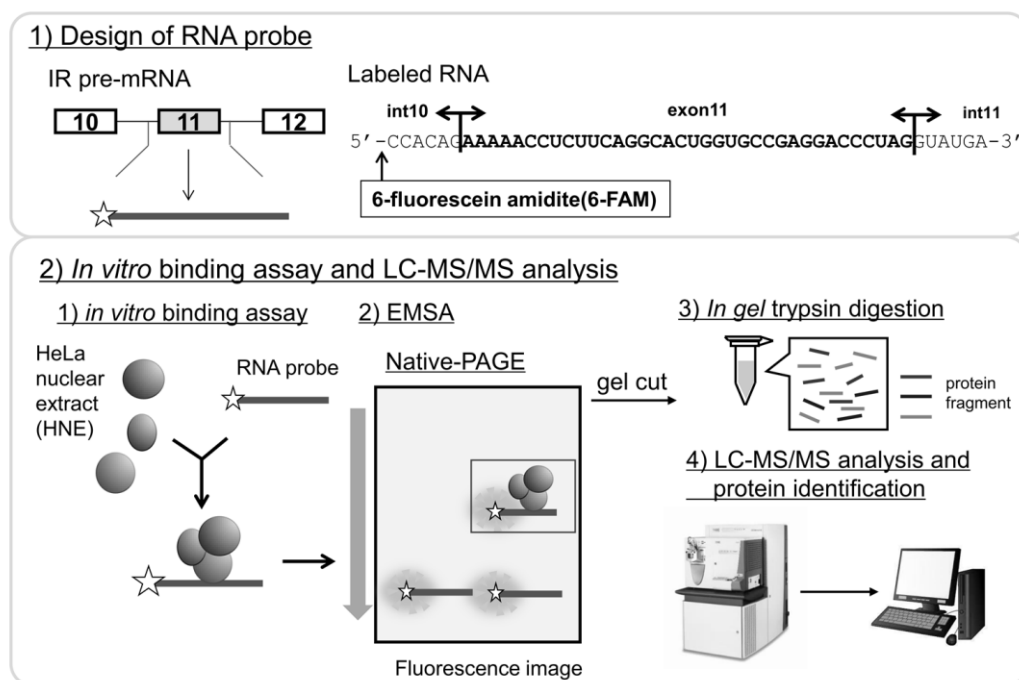 1) Design of RNA probe
IR pre-mRNA
10
11
12
Labeled RNA
int10
exon11
int11
5’-CCACAGAAAAACCUCUUCAGGCACUGGUGCCGAGGACCCUAGGUAUGA-3’
6-fluorescein amidite(6-FAM)
2) In vitro binding assay and LC-MS/MS analysis
1) in vitro binding assay
HeLa
nuclear
extract
(HNE)
RNA probe
2) EMSA
Native-PAGE
Fluorescence image
gel cut
3) In gel trypsin digestion
protein
fragment
4) LC-MS/MS analysis and
protein identification